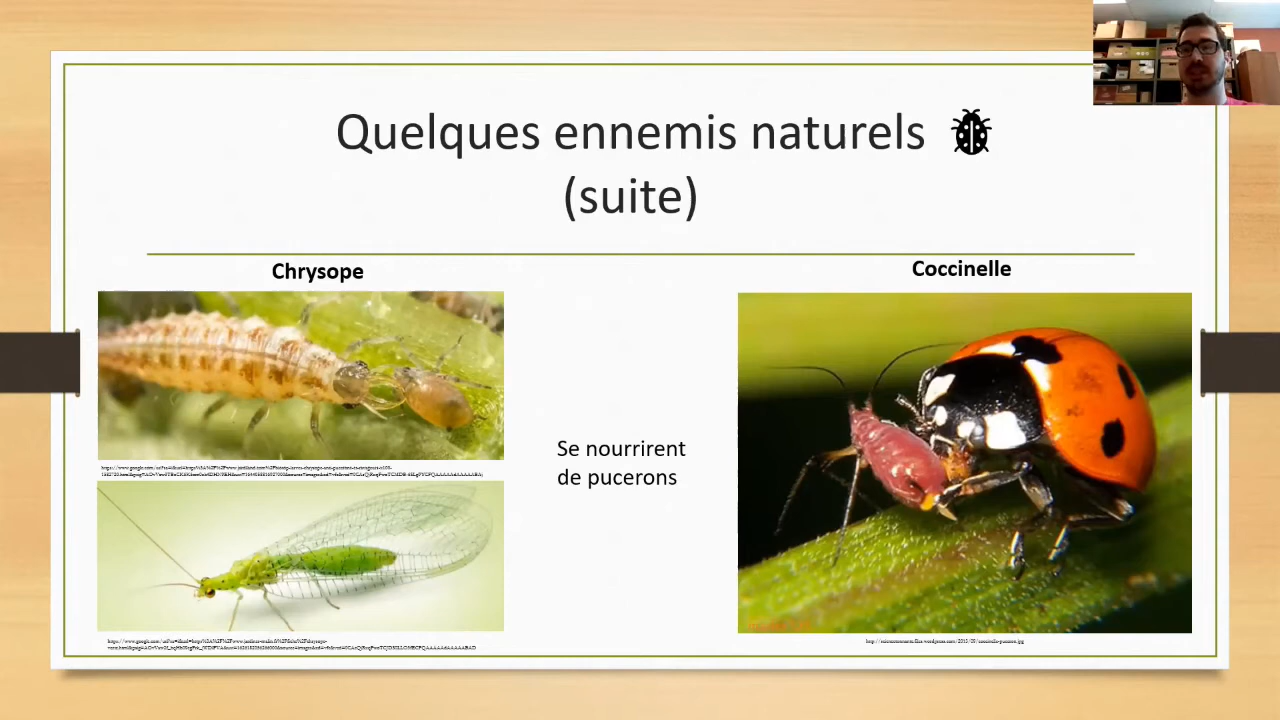 Quelques ennemis naturels
(suite)
Chrysope
Coccinelle
Se nourrirent
de pucerons